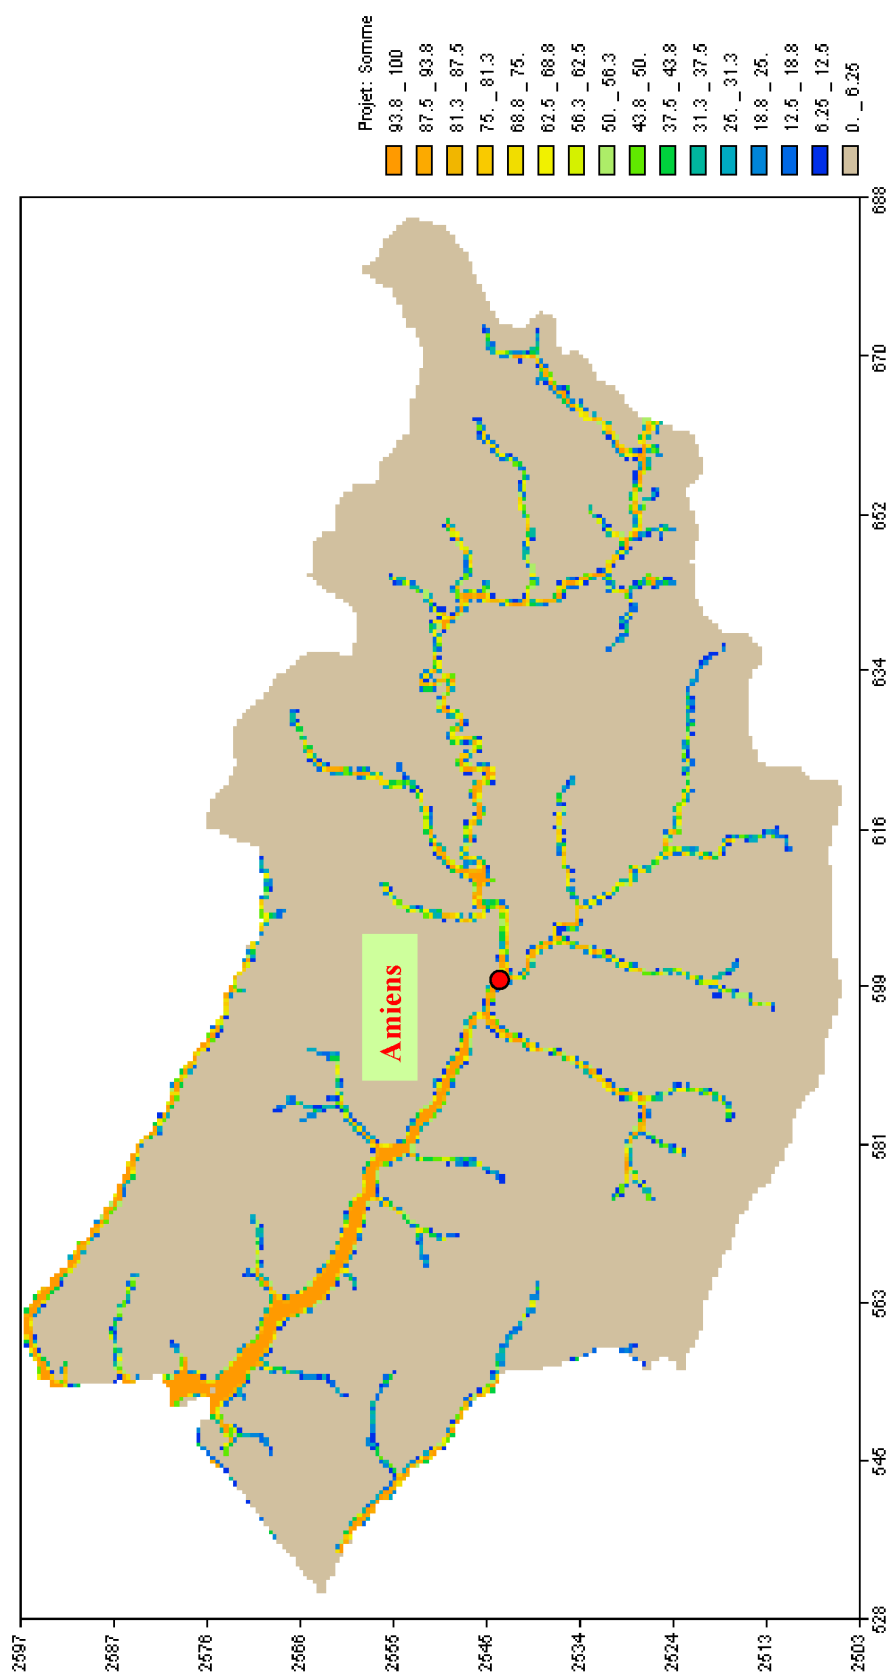 Projet: Somme
93.8 _ 100
87.5 _ 93.8
81.3 _ 87.5
75. _ 81.3
68.8 _ 75.
62.5 _ 68.8
56.3 _ 62.5
50. _ 56.3
43.8 _ 50.
37.5 _ 43.8
31.3 _ 37.5
25. _ 31.3
18.8 _ 25.
12.5 _ 18.8
6.25 _ 12.5
0. _ 6.25
Amiens
2597
2587
2576
2566
2555
2545
2534
2524
2513
2503
528
545
563
581
599
616
634
652
670
688